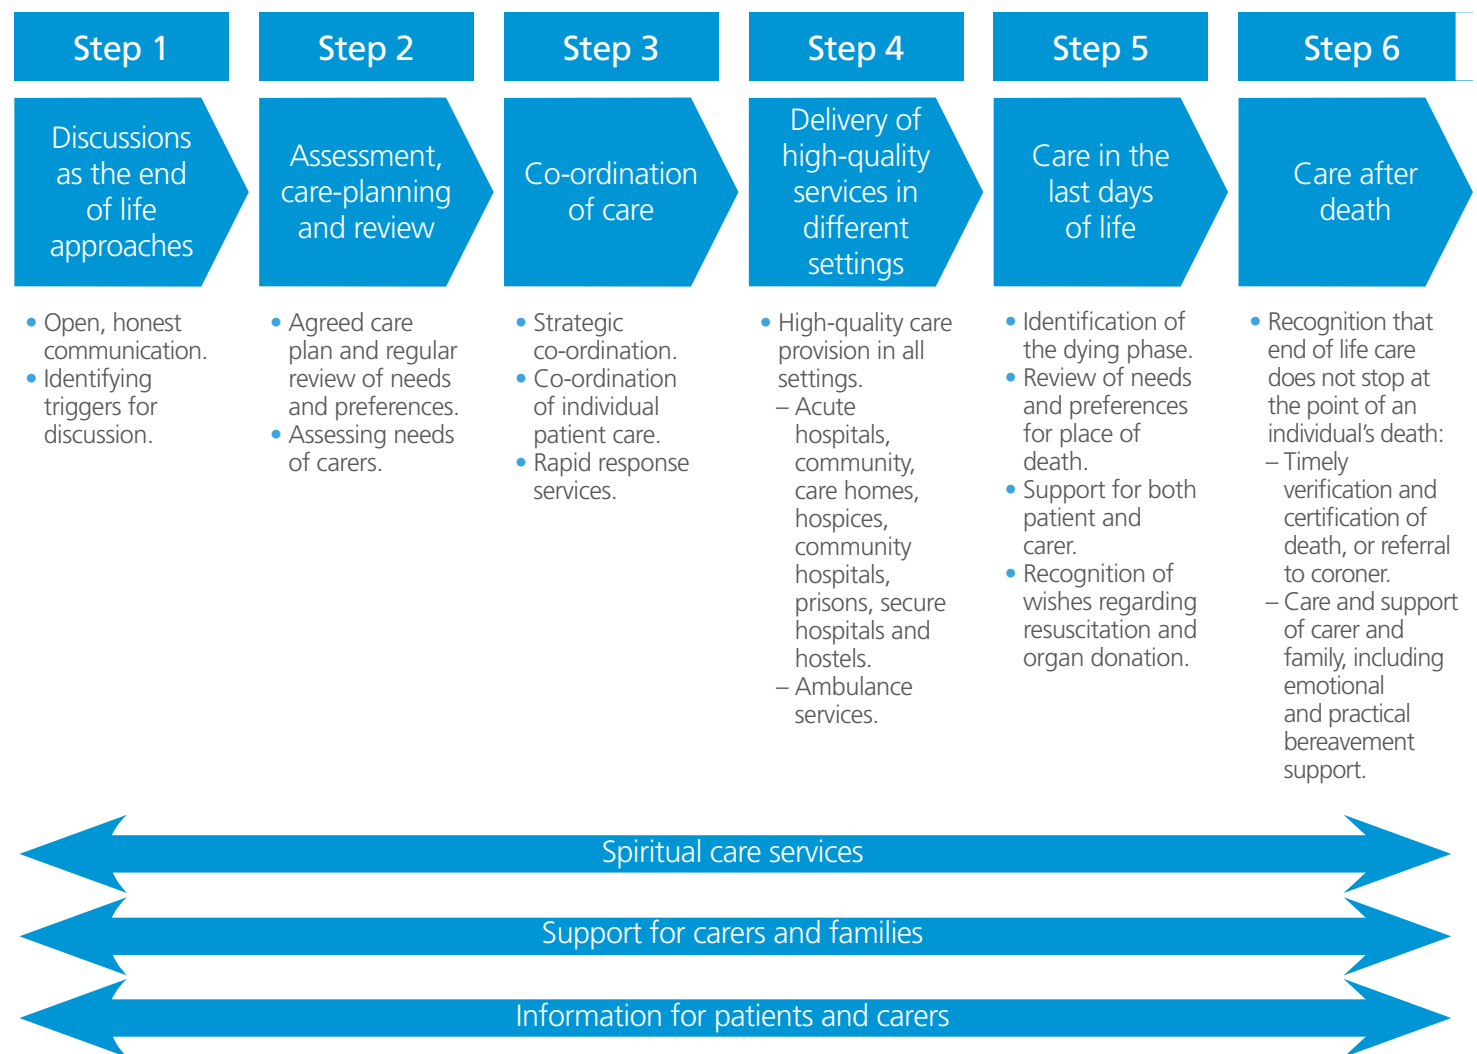 Step 1
Discussions
as the end
of life
approaches
• Open, honest
communication.
• Identifying
triggers for
discussion.
Step 2
Assessment,
care-planning
and review
• Agreed care
plan and regular
review of needs
and preferences.
• Assessing needs
of carers.
Step 3
Co-ordination
of care
• Strategic
co-ordination.
• Co-ordination
of individual
patient care.
• Rapid response
services.
Step 4
Delivery of
high-quality
services in
different
settings
• High-quality care
provision in all
settings.
– Acute
hospitals,
community,
care homes,
hospices,
community
hospitals,
prisons, secure
hospitals and
hostels.
– Ambulance
services.
Step 5
Care in the
last days
of life
• Identification of
the dying phase.
• Review of needs
and preferences
for place of
death.
• Support for both
patient and
carer.
• Recognition of
wishes regarding
resuscitation and
organ donation.
Step 6
Care after
death
• Recognition that
end of life care
does not stop at
the point of an
individual’s death:
– Timely
verification and
certification of
death, or referral
to coroner.
– Care and support
of carer and
family, including
emotional
and practical
bereavement
support.
Spiritual care services
Support for carers and families
Information for patients and carers